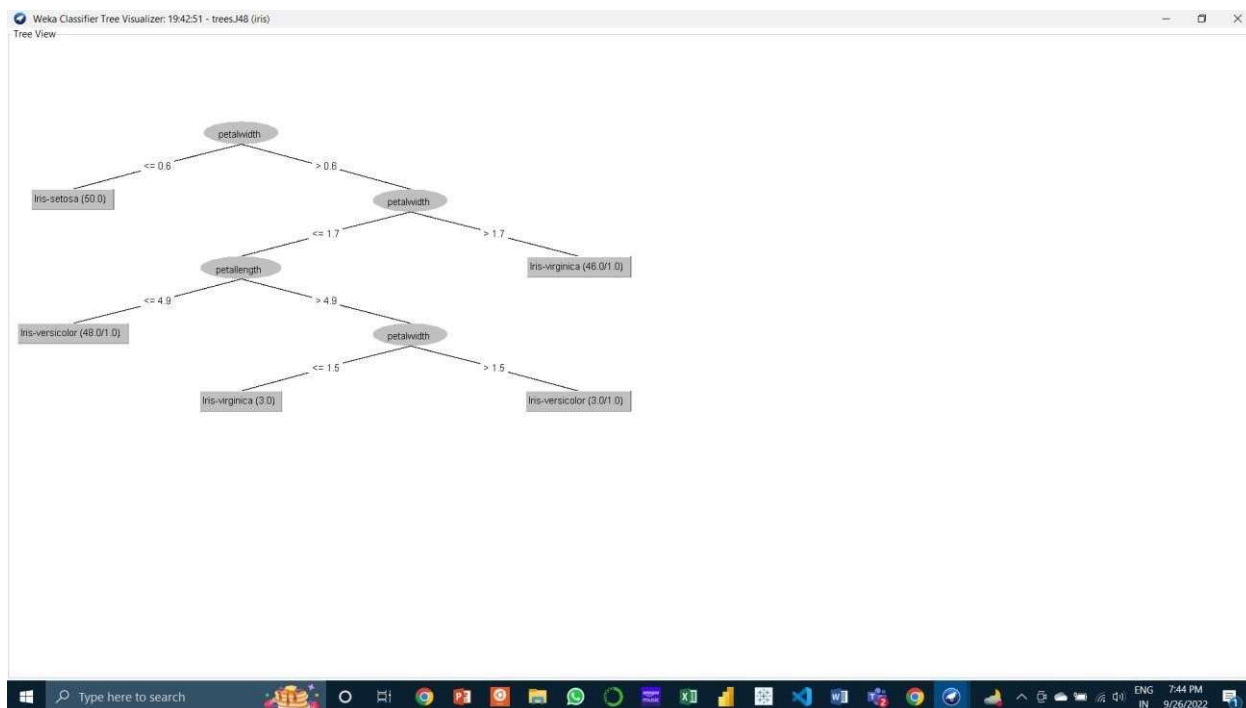 Weka Classifier Tree Visualizer: 19:42:51 - trees.J48 (iris)
Tree View
petalwidth
<= 0.6
> 0.6
Iris-setosa (50.0)
petalwidth
<= 1.7
> 1.7
petallength
Iris-virginica (46.0/1.0)
<= 4.9
> 4.9
Iris-versicolor (48.0/1.0)
petalwidth
<= 1.5
> 1.5
Iris-virginica (3.0)
Iris-versicolor (3.0/1.0)
Type here to search
ENG
IN
7:44 PM
9/26/2022